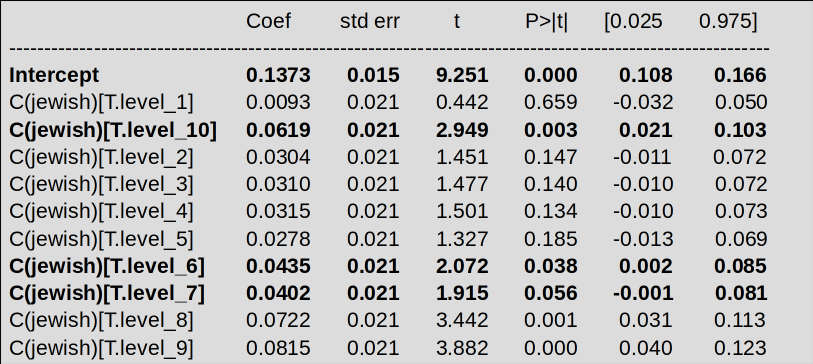 Coef std err t P>|t| [0.025 0.975]
--------------------------------------------------------------------------------
Intercept 0.1373 0.015 9.251 0.000 0.108 0.166
C(jewish)[T.level_1] 0.0093 0.021 0.442 0.659 -0.032 0.050
C(jewish)[T.level_10] 0.0619 0.021 2.949 0.003 0.021 0.103
C(jewish)[T.level_2] 0.0304 0.021 1.451 0.147 -0.011 0.072
C(jewish)[T.level_3] 0.0310 0.021 1.477 0.140 -0.010 0.072
C(jewish)[T.level_4] 0.0315 0.021 1.501 0.134 -0.010 0.073
C(jewish)[T.level_5] 0.0278 0.021 1.327 0.185 -0.013 0.069
C(jewish)[T.level_6] 0.0435 0.021 2.072 0.038 0.002 0.085
C(jewish)[T.level_7] 0.0402 0.021 1.915 0.056 -0.001 0.081
C(jewish)[T.level_8] 0.0722 0.021 3.442 0.001 0.031 0.113
C(jewish)[T.level_9] 0.0815 0.021 3.882 0.000 0.040 0.123